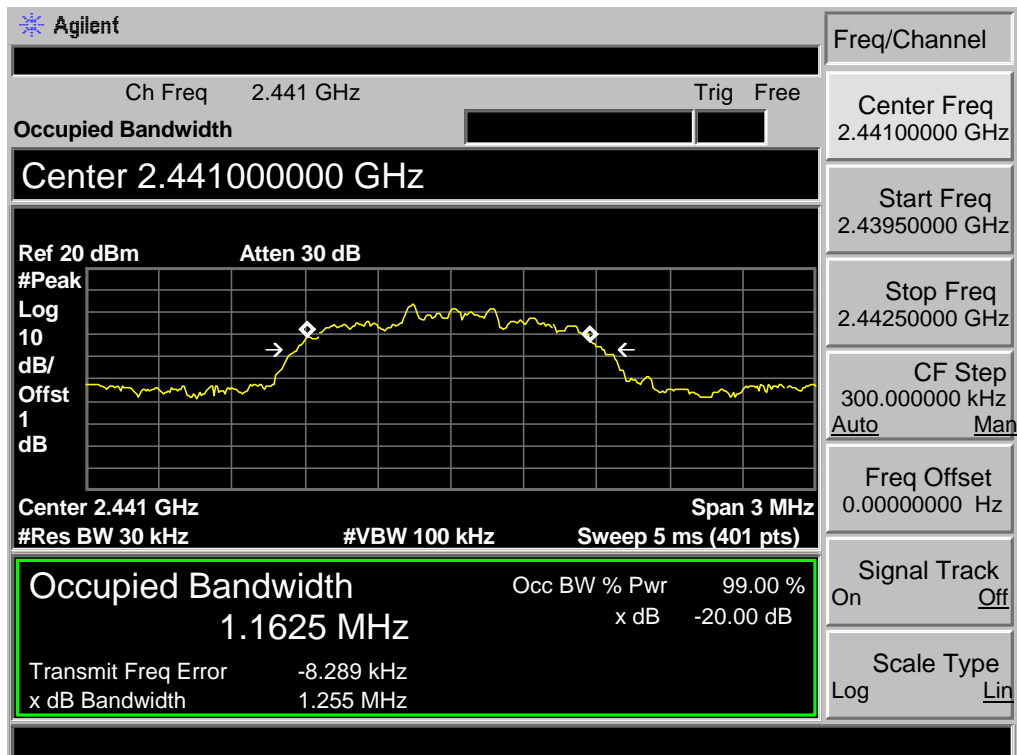 Agilent
Freq/Channel
Ch Freq 2.441 GHz Trig Free
Occupied Bandwidth
Center 2.441000000 GHz
Ref 20 dBm Atten 30 dB
#Peak
Log
10
dB/
Offst
1
dB
Center 2.441 GHz Span 3 MHz
#Res BW 30 kHz #VBW 100 kHz Sweep 5 ms (401 pts)
Occupied Bandwidth
1.1625 MHz
Occ BW % Pwr 99.00 %
x dB -20.00 dB
Transmit Freq Error -8.289 kHz
x dB Bandwidth 1.255 MHz
Center Freq
2.44100000 GHz
Start Freq
2.43950000 GHz
Stop Freq
2.44250000 GHz
CF Step
300.000000 kHz
Auto Man
Freq Offset
0.00000000 Hz
Signal Track
On Off
Scale Type
Log Lin